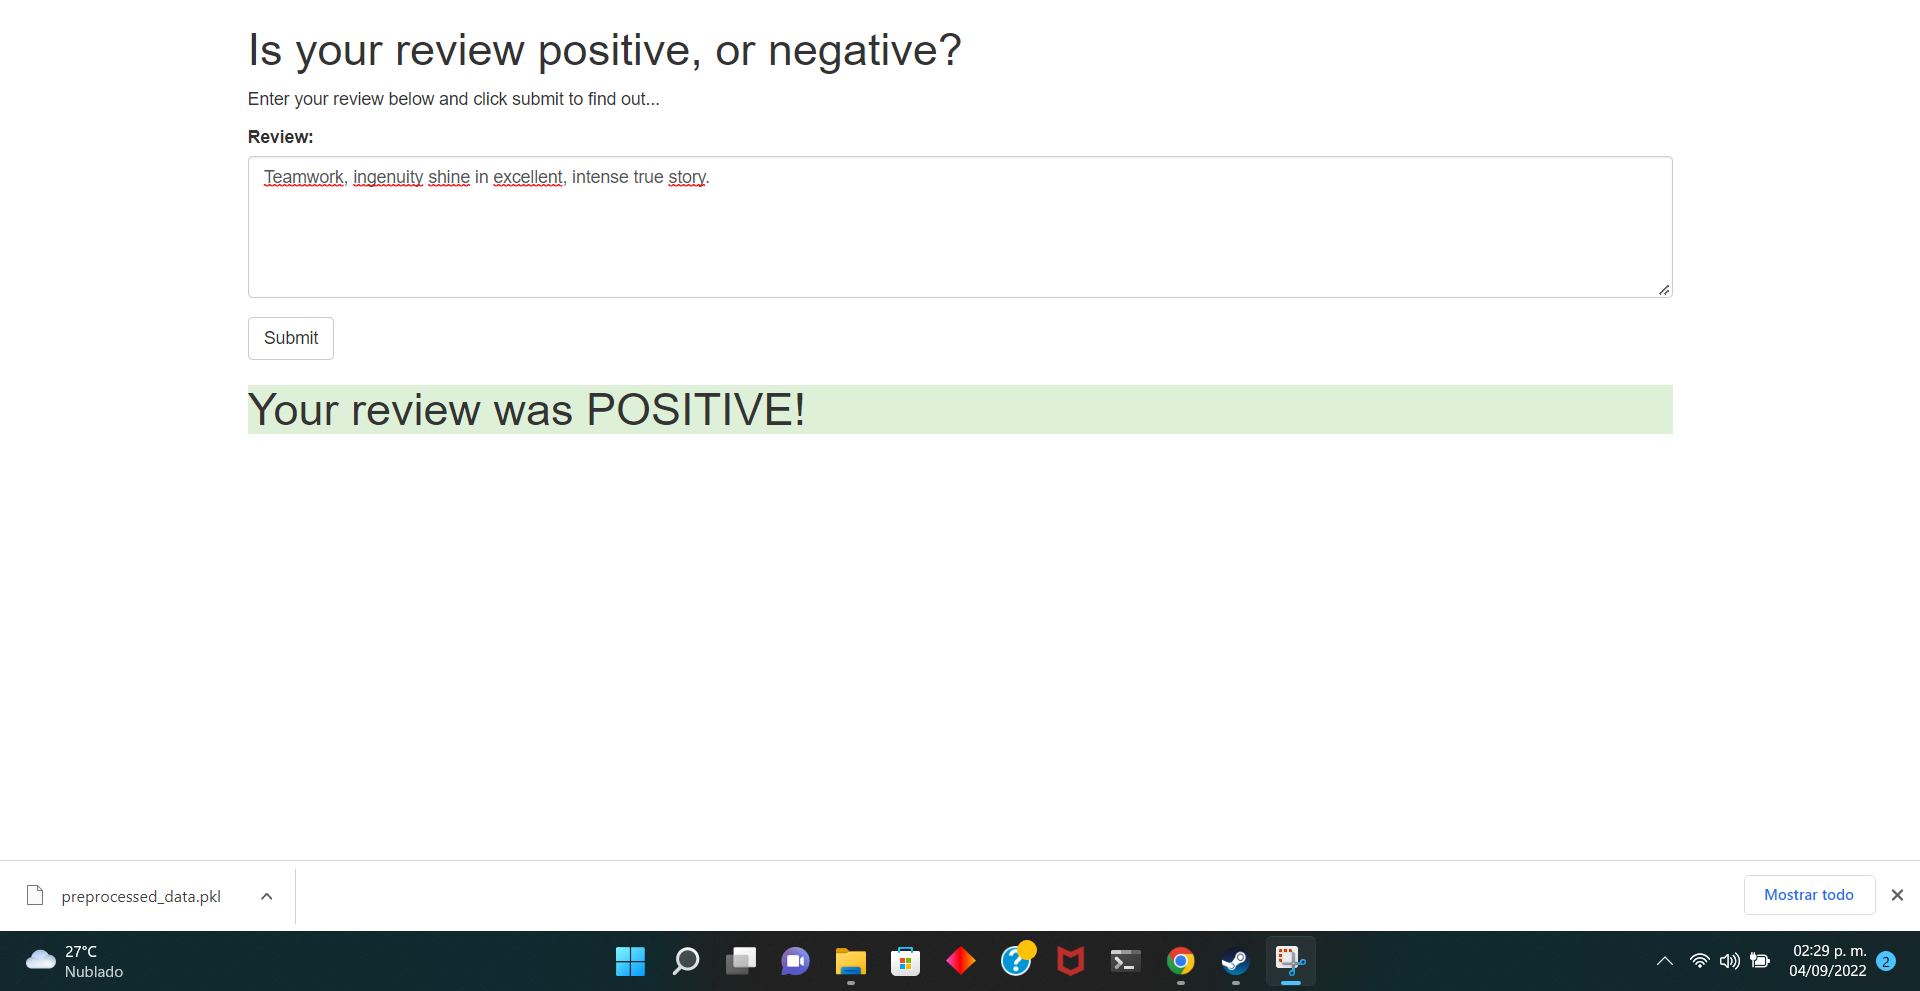 Is your review positive, or negative?
Enter your review below and click submit to find out...
Review:
Teamwork, ingenuity shine in excellent, intense true story.
Submit
Your review was POSITIVE!
preprocessed_data.pkl
Mostrar todo
27°C
Nublado
02:29 p. m.
04/09/2022
2